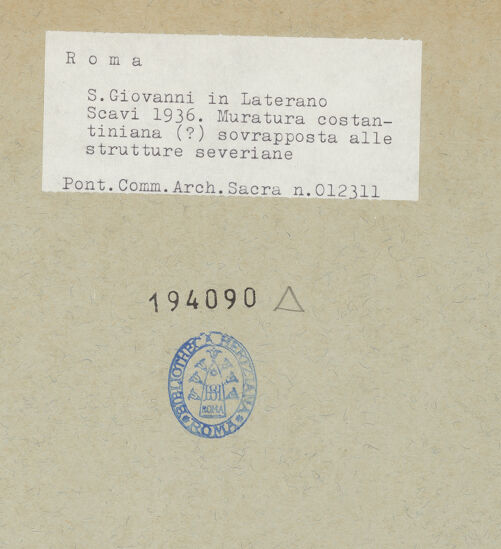 Roma
S.Giovanni in Laterano
Scavi 1936. Muratura costan-
tiniana (?) sovrapposta alle
strutture severiane
Pont.Comm.Arch.Sacra n.012311
194090
BIBLIOTHECA HERTZIANA
ROMA
ROMA